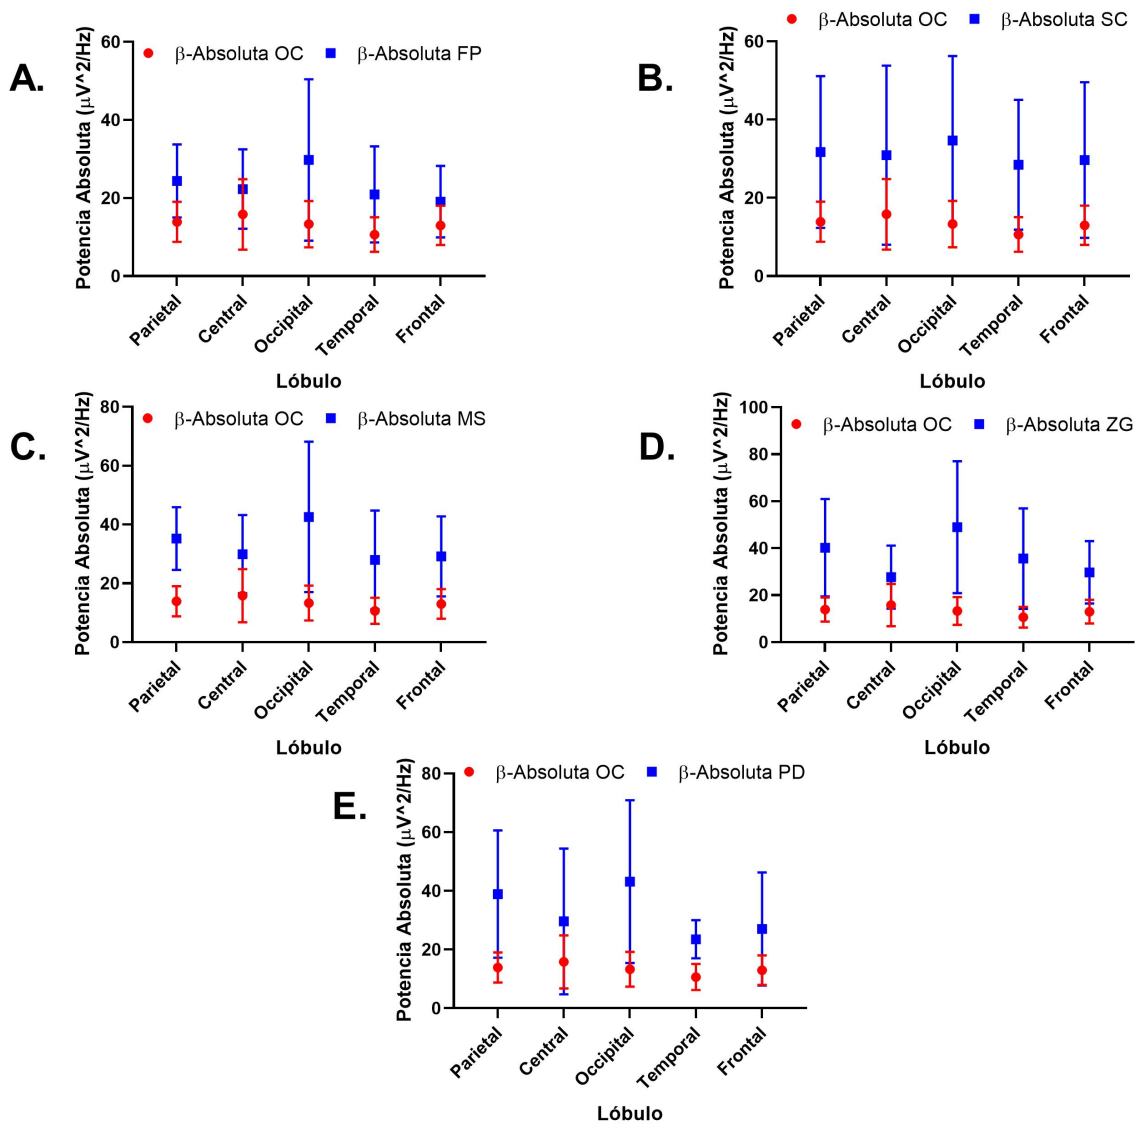 A.
β-Absoluta OC β-Absoluta FP
Potencia Absoluta (μV^2/Hz)
60
40
20
0
Parietal
Central
Occipital
Temporal
Frontal
Lóbulo
B.
β-Absoluta OC β-Absoluta SC
Potencia Absoluta (μV^2/Hz)
60
40
20
0
Parietal
Central
Occipital
Temporal
Frontal
Lóbulo
C.
β-Absoluta OC β-Absoluta MS
Potencia Absoluta (μV^2/Hz)
80
60
40
20
0
Parietal
Central
Occipital
Temporal
Frontal
Lóbulo
D.
β-Absoluta OC β-Absoluta ZG
Potencia Absoluta (μV^2/Hz)
100
80
60
40
20
0
Parietal
Central
Occipital
Temporal
Frontal
Lóbulo
E.
β-Absoluta OC β-Absoluta PD
Potencia Absoluta (μV^2/Hz)
80
60
40
20
0
Parietal
Central
Occipital
Temporal
Frontal
Lóbulo